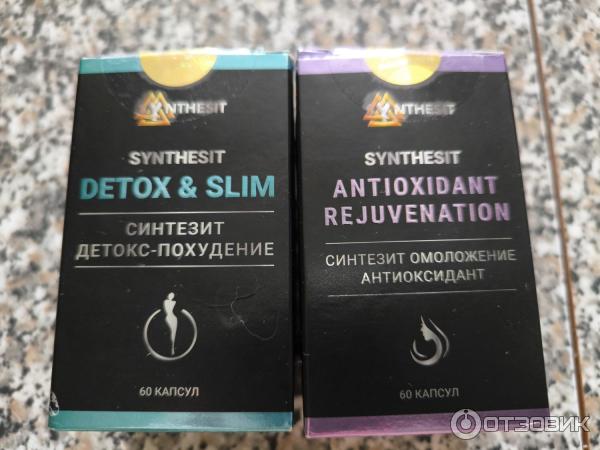 SYNTHESIT
SYNTHESIT
DETOX & SLIM
СИНТЕЗИТ
ДЕТОКС-ПОХУДЕНИЕ
60 КАПСУЛ
SYNTHESIT
SYNTHESIT
ANTIOXIDANT
REJUVENATION
СИНТЕЗИТ ОМОЛОЖЕНИЕ
АНТИОКСИДАНТ
60 КАПСУЛ
ОТЗОВИК